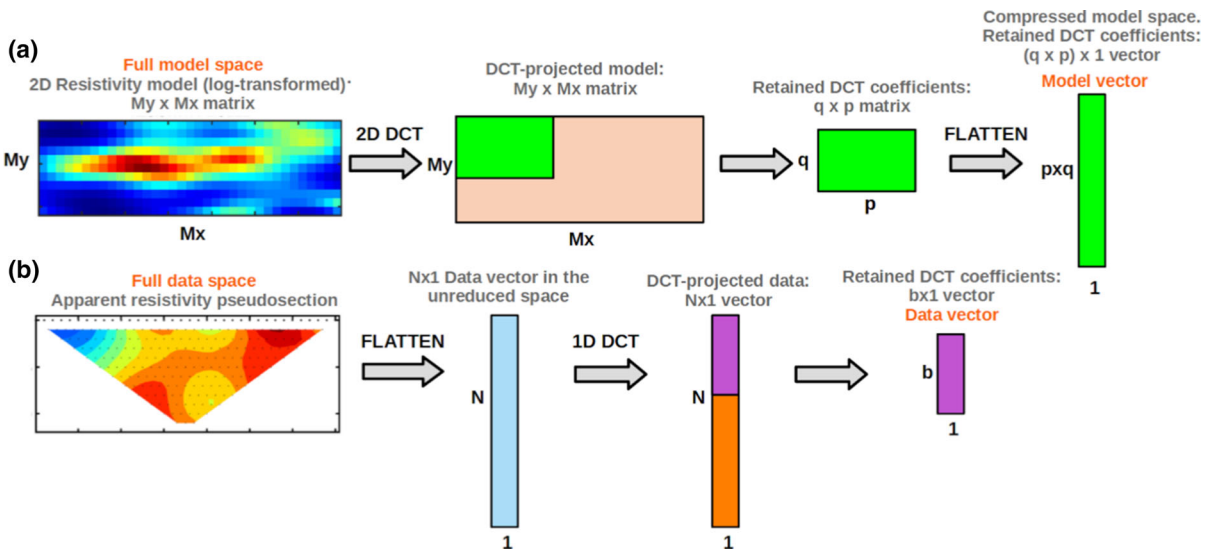 (a)
Full model space
2D Resistivity model (log-transformed)·
My x Mx matrix
My
Mx
2D DCT
DCT-projected model:
My x Mx matrix
My
Mx
Retained DCT coefficients:
q x p matrix
q
p
FLATTEN
Compressed model space.
Retained DCT coefficients:
(q x p) x 1 vector
Model vector
pxq
1
(b)
Full data space
Apparent resistivity pseudosection
FLATTEN
Nx1 Data vector in the
unreduced space
N
1
1D DCT
DCT-projected data:
Nx1 vector
N
1
Retained DCT coefficients:
bx1 vector
Data vector
b
1